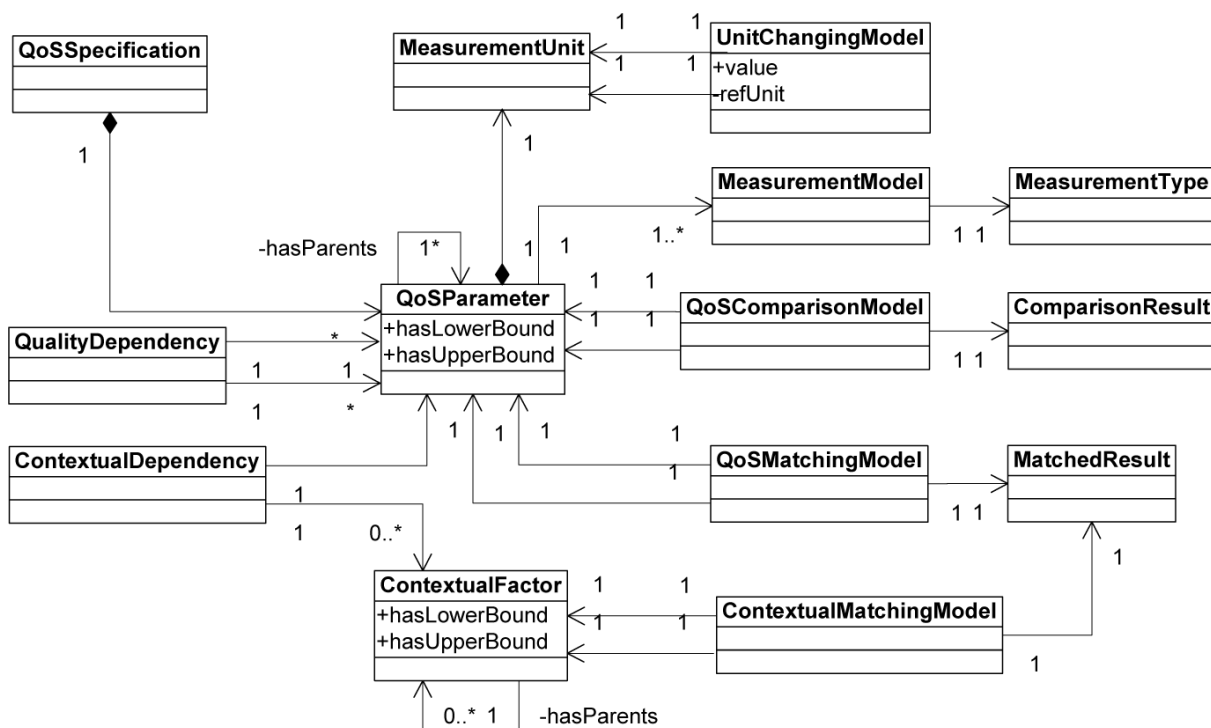 QoSSpecification
MeasurementUnit
1
1
UnitChangingModel
+value
-refUnit
1
1
1
1
MeasurementModel
MeasurementType
-hasParents
1*
1
1
1..*
1 1
QoSParameter
+hasLowerBound
+hasUpperBound
1
1
1
1
QoSComparisonModel
ComparisonResult
1 1
QualityDependency
*
1
1
1
*
1
1
1
1
1
QoSMatchingModel
MatchedResult
1 1
ContextualDependency
1
1
0..*
1
ContextualFactor
+hasLowerBound
+hasUpperBound
1
1
1
1
ContextualMatchingModel
1
0..* 1
-hasParents